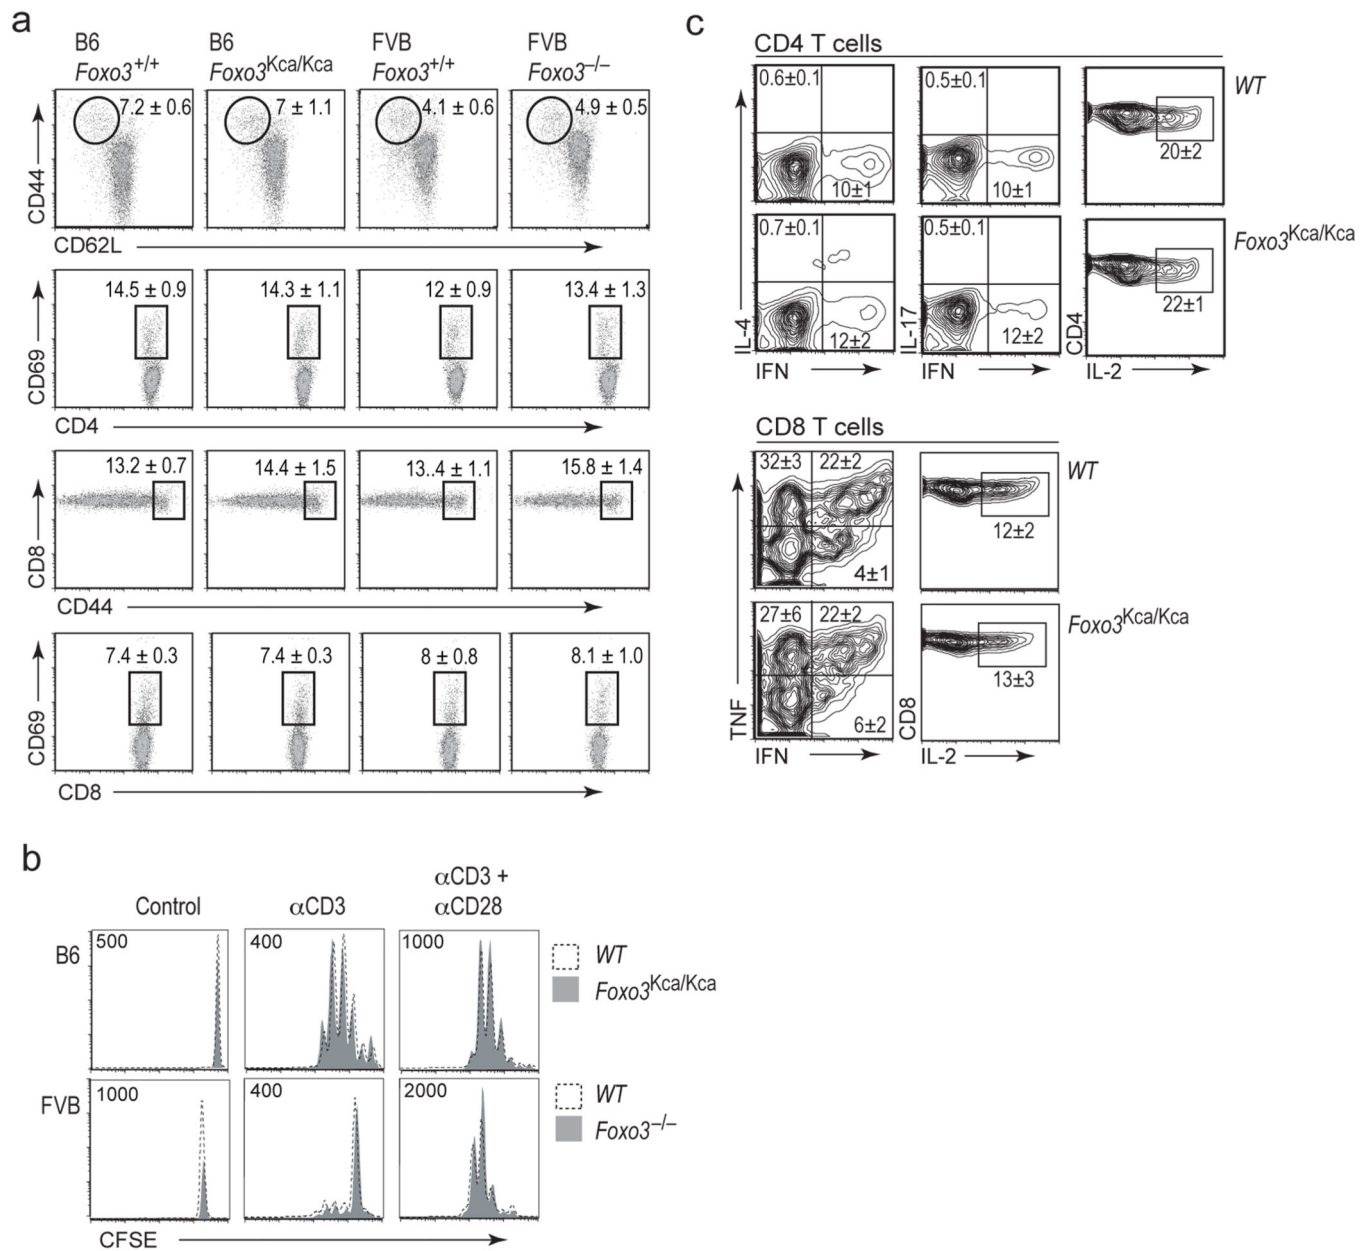 a
B6 B6 FVB FVB
Foxo3+/+ Foxo3Kca/Kca Foxo3+/+ Foxo3–/–
7.2 ± 0.6 7 ± 1.1 4.1 ± 0.6 4.9 ± 0.5
CD44
CD62L
14.5 ± 0.9 14.3 ± 1.1 12 ± 0.9 13.4 ± 1.3
CD69
CD4
13.2 ± 0.7 14.4 ± 1.5 13..4 ± 1.1 15.8 ± 1.4
CD8
CD44
7.4 ± 0.3 7.4 ± 0.3 8 ± 0.8 8.1 ± 1.0
CD69
CD8
b
Control αCD3 αCD3 +
αCD28
B6 500 400 1000
WT
Foxo3Kca/Kca
FVB 1000 400 2000
WT
Foxo3–/–
CFSE
c
CD4 T cells
0.6±0.1 0.5±0.1 WT
10±1 10±1 20±2
0.7±0.1 0.5±0.1 Foxo3Kca/Kca
12±2 12±2 22±1
IL-4 IL-17 CD4
IFN IFN IL-2
CD8 T cells
32±3 22±2 WT
4±1 12±2
27±6 22±2 Foxo3Kca/Kca
6±2 13±3
TNF CD8
IFN IL-2